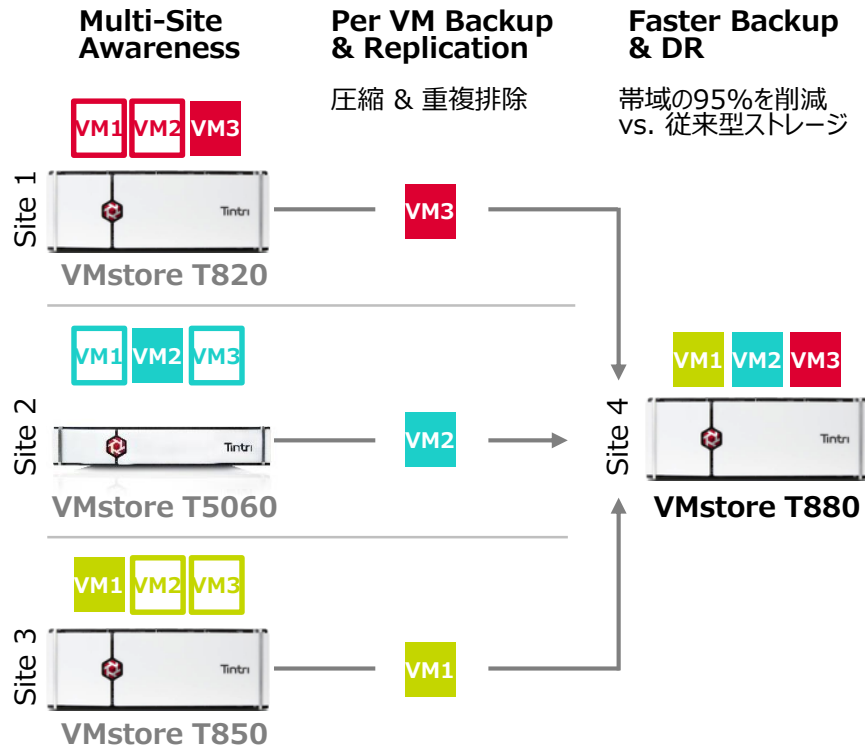 Multi-Site
Awareness
Per VM Backup
& Replication
Faster Backup
& DR
圧縮 & 重複排除
帯域の95%を削減
vs. 従来型ストレージ
VM1 VM2 VM3
Site 1
Tintri
VM3
VMstore T820
VM1 VM2 VM3
Site 2
Tintri
VM2
VMstore T5060
VM1 VM2 VM3
Site 4
Tintri
VMstore T880
VM1 VM2 VM3
Site 3
Tintri
VM1
VMstore T850